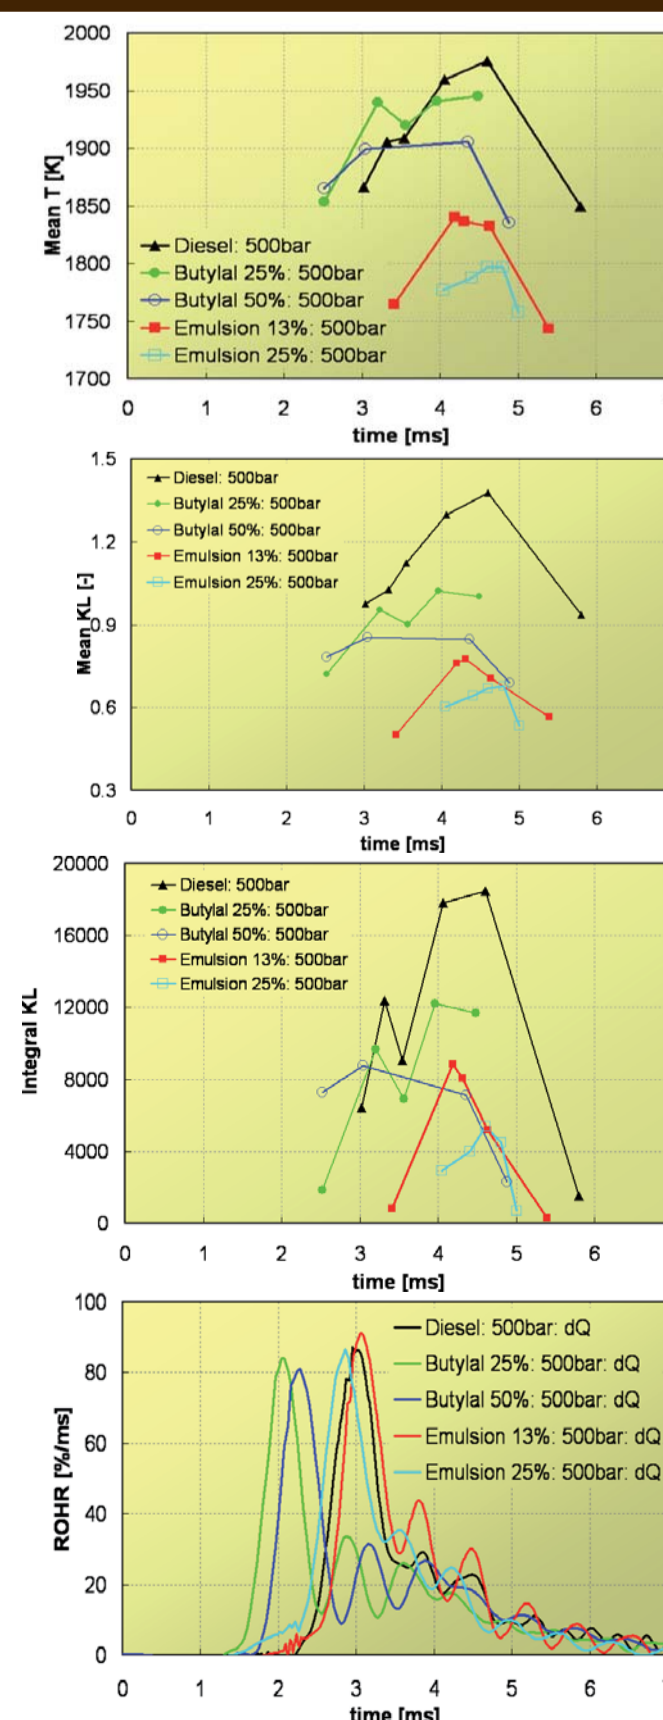 2000
1950
1900
1850
1800
1750
1700
Mean T [K]
Diesel: 500bar
Butylal 25%: 500bar
Butylal 50%: 500bar
Emulsion 13%: 500bar
Emulsion 25%: 500bar
0 1 2 3 4 5 6
time [ms]
1.5
1.2
0.9
0.6
0.3
Mean KL [-]
Diesel: 500bar
Butylal 25%: 500bar
Butylal 50%: 500bar
Emulsion 13%: 500bar
Emulsion 25%: 500bar
0 1 2 3 4 5 6
time [ms]
20000
16000
12000
8000
4000
0
Integral KL
Diesel: 500bar
Butylal 25%: 500bar
Butylal 50%: 500bar
Emulsion 13%: 500bar
Emulsion 25%: 500bar
0 1 2 3 4 5 6
time [ms]
100
80
60
40
20
0
ROHR [%/ms]
Diesel: 500bar: dQ
Butylal 25%: 500bar: dQ
Butylal 50%: 500bar: dQ
Emulsion 13%: 500bar: dQ
Emulsion 25%: 500bar: dQ
0 1 2 3 4 5 6
time [ms]